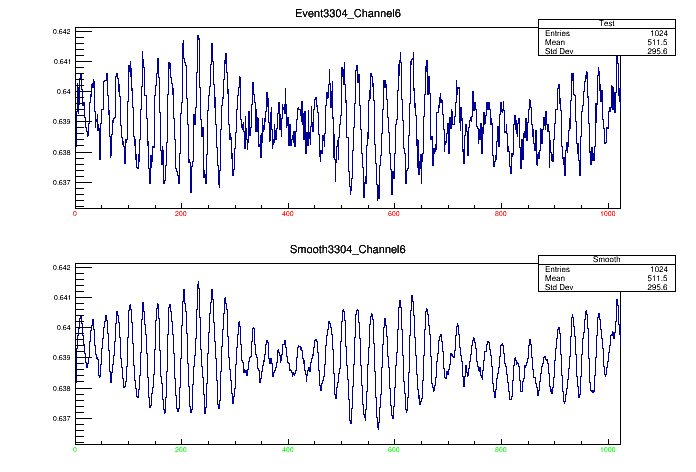 Event3304_Channel6
Test
Entries 1024
Mean 511.5
Std Dev 295.6
0.642
0.641
0.64
0.639
0.638
0.637
0 200 400 600 800 1000
Smooth3304_Channel6
Smooth
Entries 1024
Mean 511.5
Std Dev 295.6
0.642
0.641
0.64
0.639
0.638
0.637
0 200 400 600 800 1000